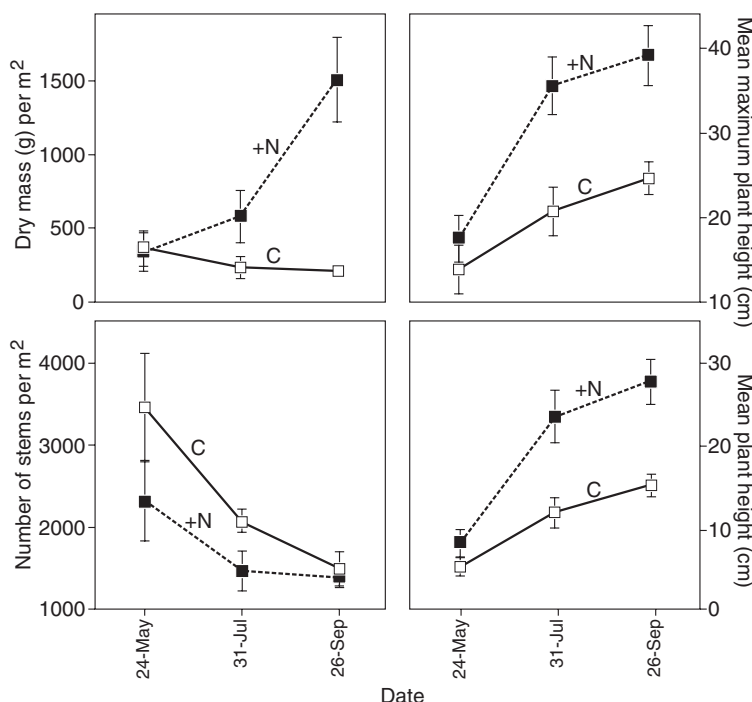 Dry mass (g) per m²
1500
1000
500
0
+N
C
+N
C
40
30
20
10
Mean maximum plant height (cm)
Number of stems per m²
4000
3000
2000
1000
C
+N
+N
C
30
20
10
0
Mean plant height (cm)
24-May
31-Jul
26-Sep
24-May
31-Jul
26-Sep
Date